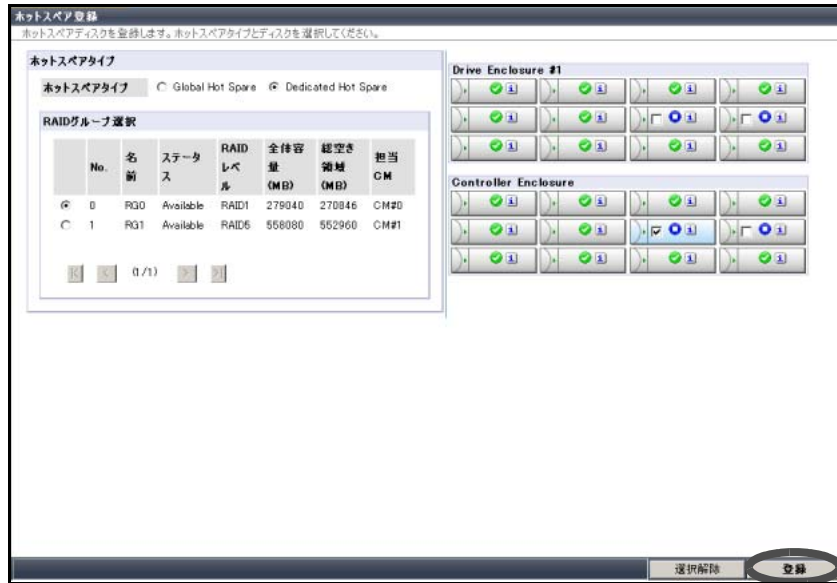 ホットスペア登録
ホットスペアディスクを登録します。ホットスペアタイプとディスクを選択してください。
ホットスペアタイプ
ホットスペアタイプ Global Hot Spare Dedicated Hot Spare
RAIDグループ選択
No. 名前 ステータス RAIDレベル 全体容量(MB) 総空き領域(MB) 担当CM
0 RG0 Available RAID1 279040 270846 CM#0
1 RG1 Available RAID5 558080 552960 CM#1
(1/1)
Drive Enclosure #1
Controller Enclosure
選択解除
登録